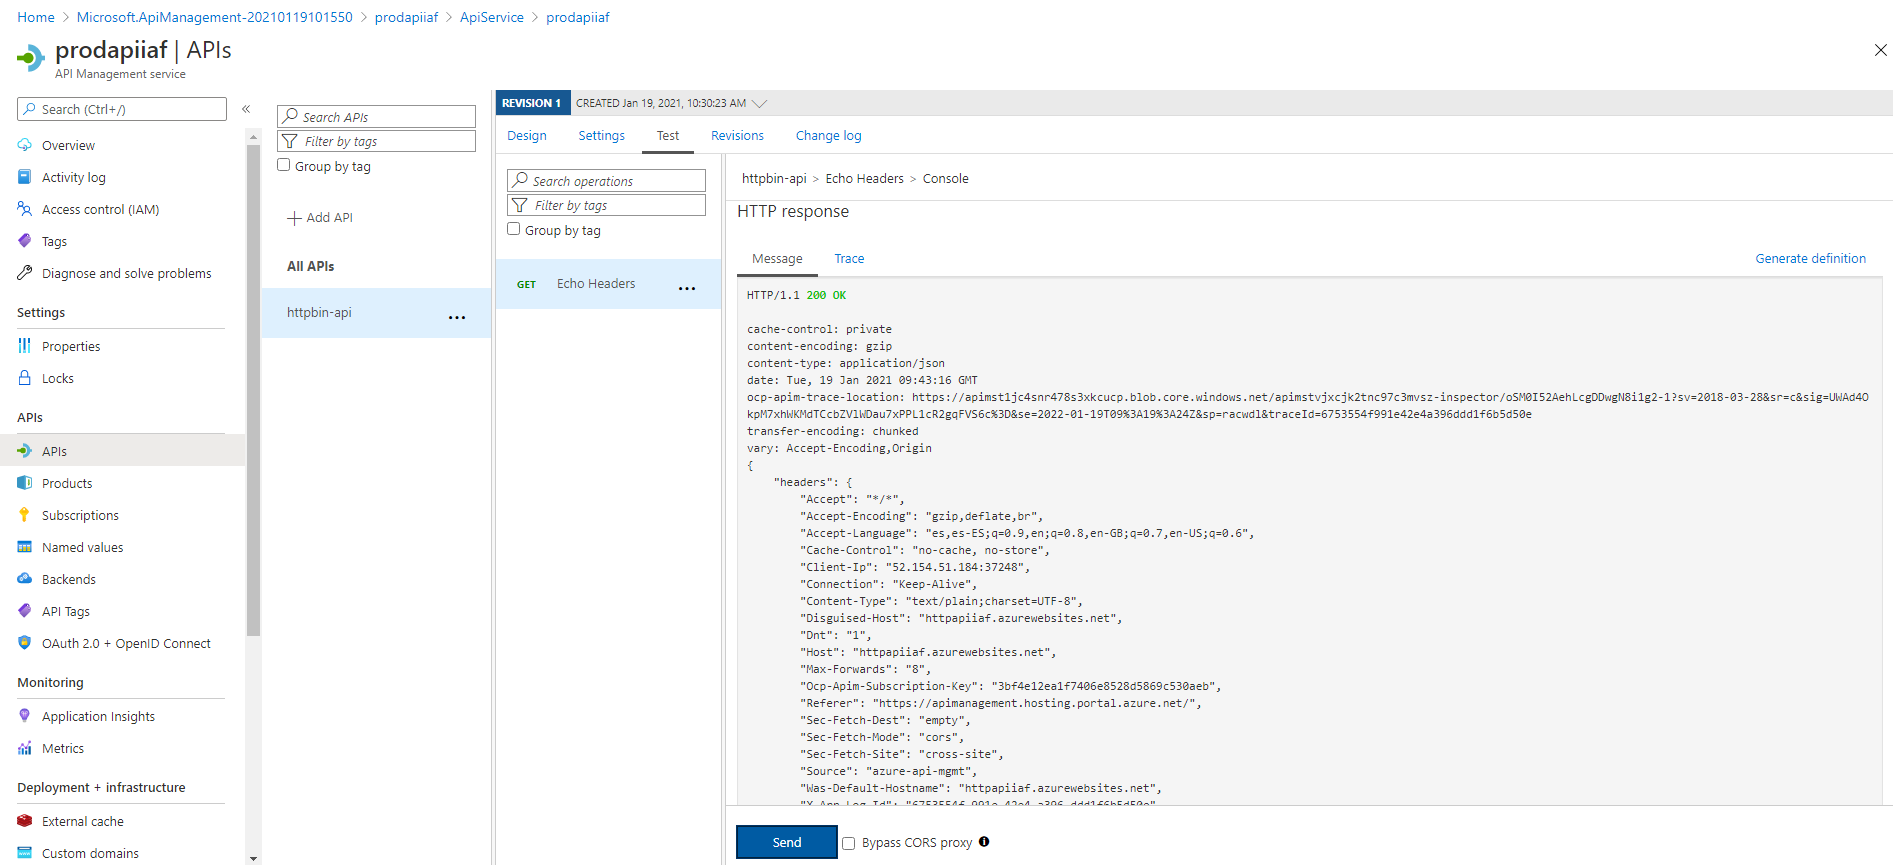 Home > Microsoft.ApiManagement-20210119101550 > prodapiiaf > ApiService > prodapiiaf
prodapiiaf | APIs
API Management service
Search (Ctrl+/)
«
Overview
Activity log
Access control (IAM)
Tags
Diagnose and solve problems
Settings
Properties
Locks
APIs
APIs
Products
Subscriptions
Named values
Backends
API Tags
OAuth 2.0 + OpenID Connect
Monitoring
Application Insights
Metrics
Deployment + infrastructure
External cache
Custom domains
Search APIs
Filter by tags
Group by tag
+ Add API
All APIs
httpbin-api
...
REVISION 1 CREATED Jan 19, 2021, 10:30:23 AM
Design Settings Test Revisions Change log
Search operations
Filter by tags
Group by tag
GET Echo Headers ...
httpbin-api > Echo Headers > Console
HTTP response
Message Trace Generate definition
HTTP/1.1 200 OK
cache-control: private
content-encoding: gzip
content-type: application/json
date: Tue, 19 Jan 2021 09:43:16 GMT
ocp-apim-trace-location: https://apimst1jc4snr478s3xkcucp.blob.core.windows.net/apimstvjxcjk2tnc97c3mvsz-inspector/oSM0I52AehLcgDDwgN8i1g2-1?sv=2018-03-28&sr=c&sig=UWAd4O
kpM7xhWKMdTCcbZVlWDau7xPPL1cR2gqFVS6c%3D&se=2022-01-19T09%3A19%3A24Z&sp=racwdl&traceId=6753554f991e42e4a396ddd1f6b5d50e
transfer-encoding: chunked
vary: Accept-Encoding,Origin
{
"headers": {
"Accept": "*/*",
"Accept-Encoding": "gzip,deflate,br",
"Accept-Language": "es,es-ES;q=0.9,en;q=0.8,en-GB;q=0.7,en-US;q=0.6",
"Cache-Control": "no-cache, no-store",
"Client-Ip": "52.154.51.184:37248",
"Connection": "Keep-Alive",
"Content-Type": "text/plain;charset=UTF-8",
"Disguised-Host": "httpapiiaf.azurewebsites.net",
"Dnt": "1",
"Host": "httpapiiaf.azurewebsites.net",
"Max-Forwards": "8",
"Ocp-Apim-Subscription-Key": "3bf4e12ea1f7406e8528d5869c530aeb",
"Referer": "https://apimanagement.hosting.portal.azure.net/",
"Sec-Fetch-Dest": "empty",
"Sec-Fetch-Mode": "cors",
"Sec-Fetch-Site": "cross-site",
"Source": "azure-api-mgmt",
"Was-Default-Hostname": "httpapiiaf.azurewebsites.net",
"X-Arr-Log-Id": "6753554f-991e-42e4-a396-ddd1f6b5d50e"
Send Bypass CORS proxy